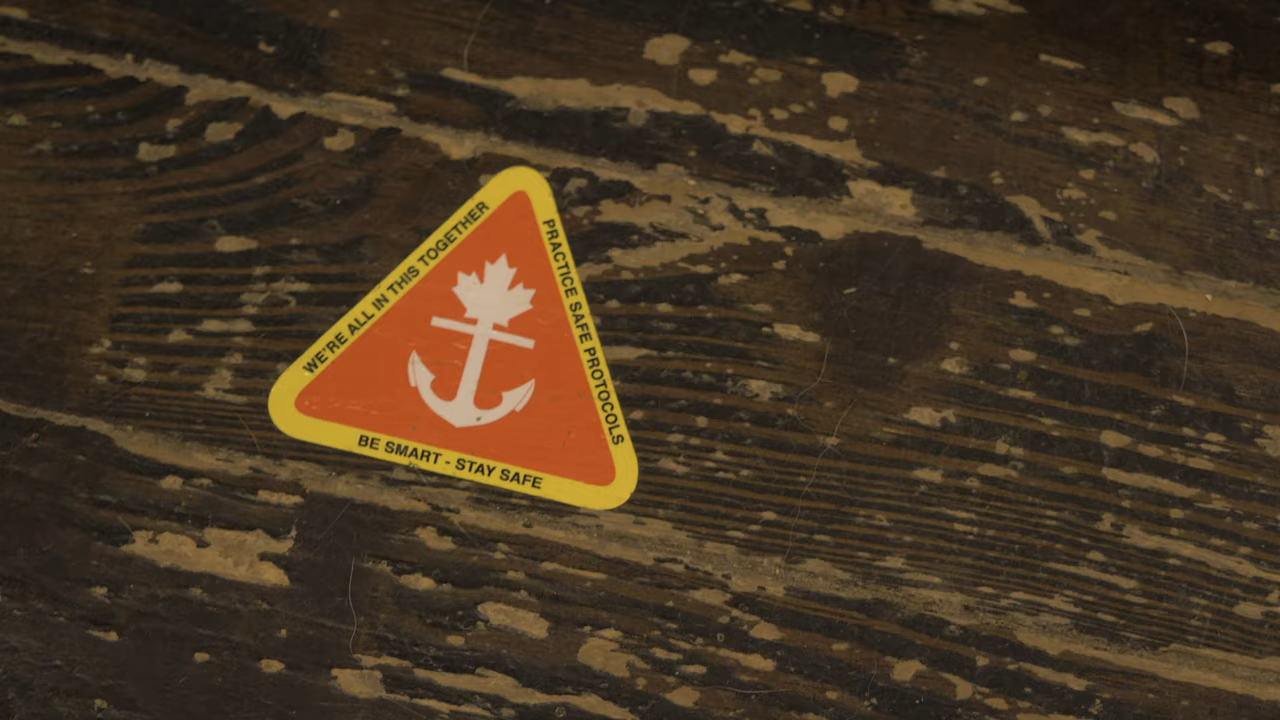 WE'RE ALL IN THIS TOGETHER
PRACTICE SAFE PROTOCOLS
BE SMART - STAY SAFE